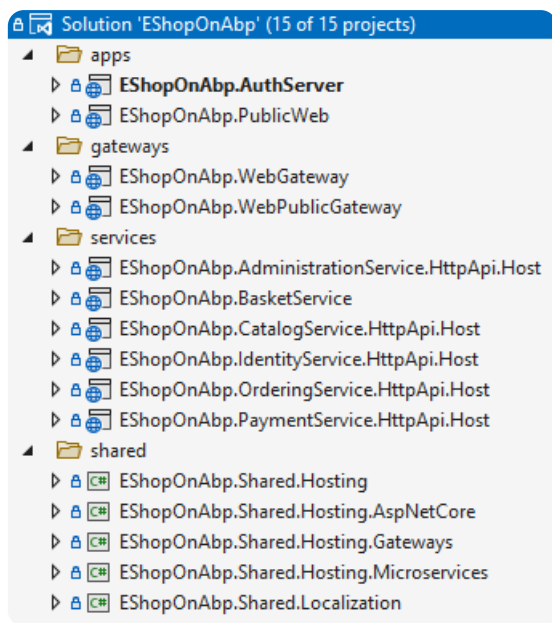 Solution 'EShopOnAbp' (15 of 15 projects)
apps
EShopOnAbp.AuthServer
EShopOnAbp.PublicWeb
gateways
EShopOnAbp.WebGateway
EShopOnAbp.WebPublicGateway
services
EShopOnAbp.AdministrationService.HttpApi.Host
EShopOnAbp.BasketService
EShopOnAbp.CatalogService.HttpApi.Host
EShopOnAbp.IdentityService.HttpApi.Host
EShopOnAbp.OrderingService.HttpApi.Host
EShopOnAbp.PaymentService.HttpApi.Host
shared
C# EShopOnAbp.Shared.Hosting
C# EShopOnAbp.Shared.Hosting.AspNetCore
C# EShopOnAbp.Shared.Hosting.Gateways
C# EShopOnAbp.Shared.Hosting.Microservices
C# EShopOnAbp.Shared.Localization